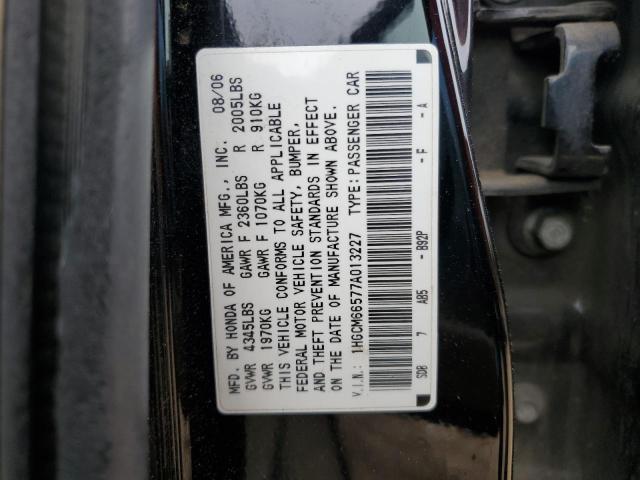 MFD. BY HONDA OF AMERICA MFG., INC. 08/06
GVWR 4345LBS GAWR F 2360LBS R 2005LBS
GVWR 1970KG GAWR F 1070KG R 910KG
THIS VEHICLE CONFORMS TO ALL APPLICABLE
FEDERAL MOTOR VEHICLE SAFETY, BUMPER,
AND THEFT PREVENTION STANDARDS IN EFFECT
ON THE DATE OF MANUFACTURE SHOWN ABOVE.
V.I.N.: 1HGCM66577A013227 TYPE:PASSENGER CAR
SDB 7 AB5 - B92P - F - A